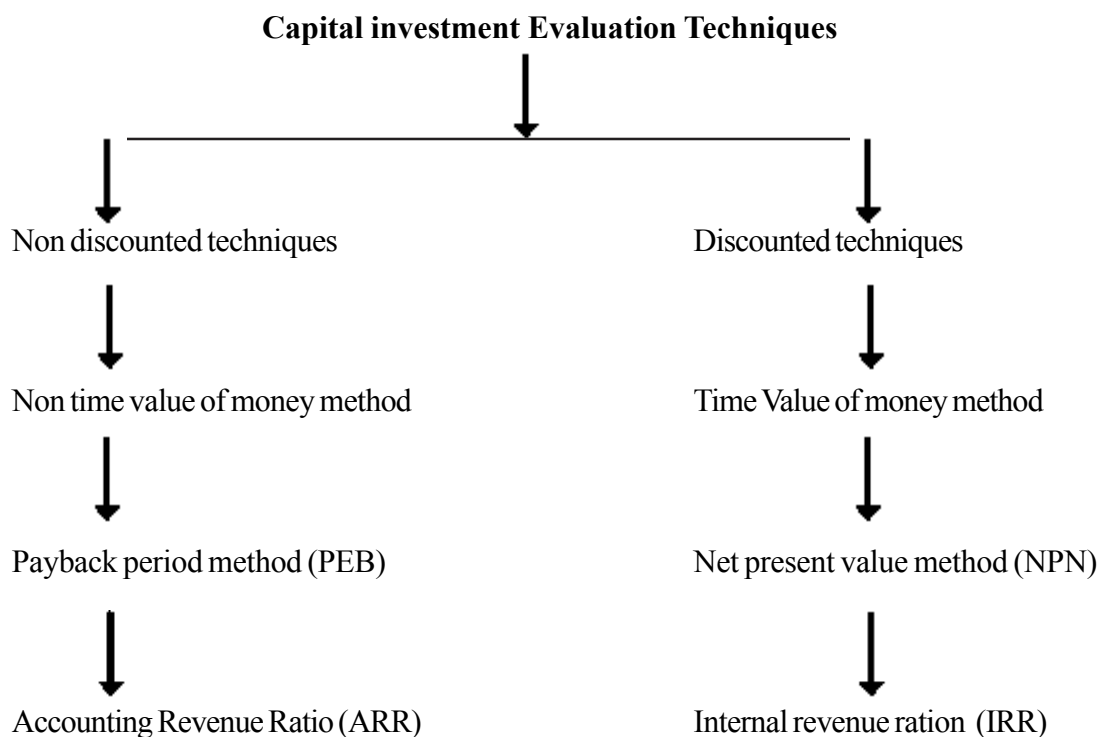 Capital investment Evaluation Techniques
Non discounted techniques
Discounted techniques
Non time value of money method
Time Value of money method
Payback period method (PEB)
Net present value method (NPN)
Accounting Revenue Ratio (ARR)
Internal revenue ration (IRR)